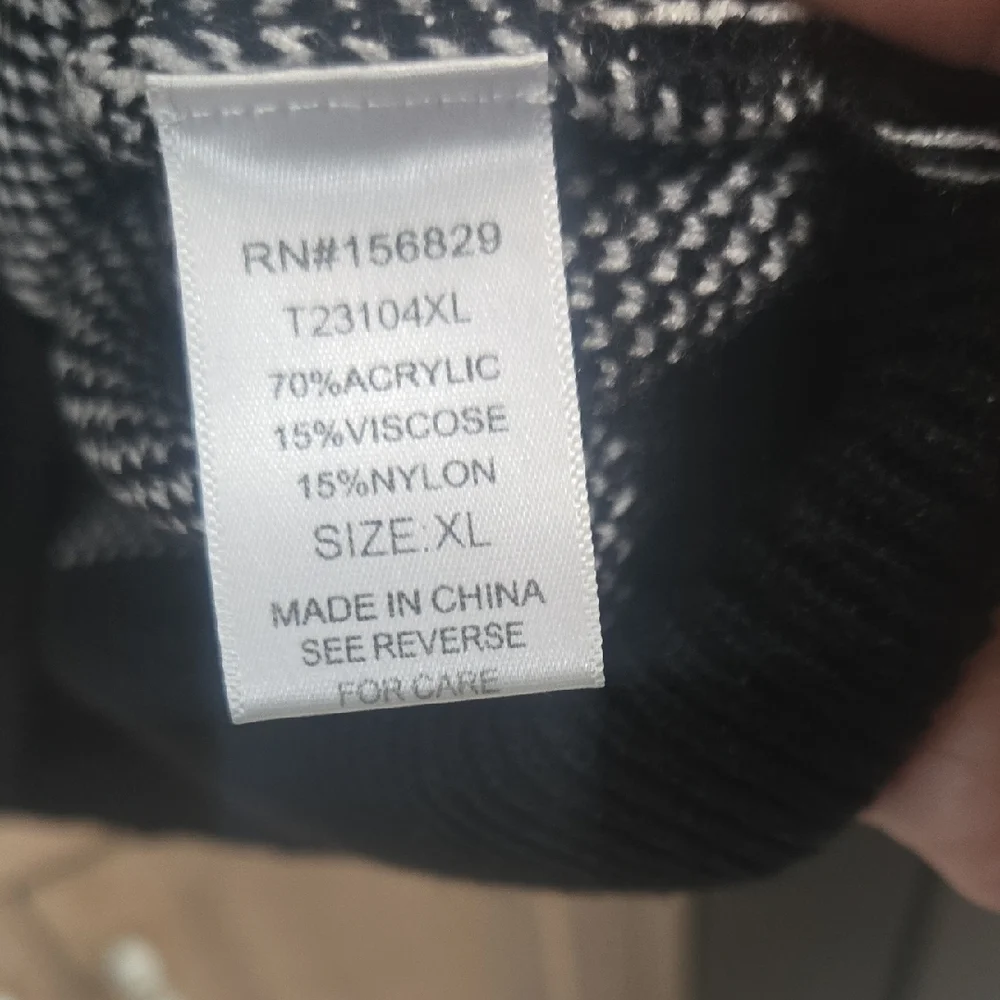 RN#156829
T23104XL
70%ACRYLIC
15%VISCOSE
15%NYLON
SIZE:XL
MADE IN CHINA
SEE REVERSE
FOR CARE